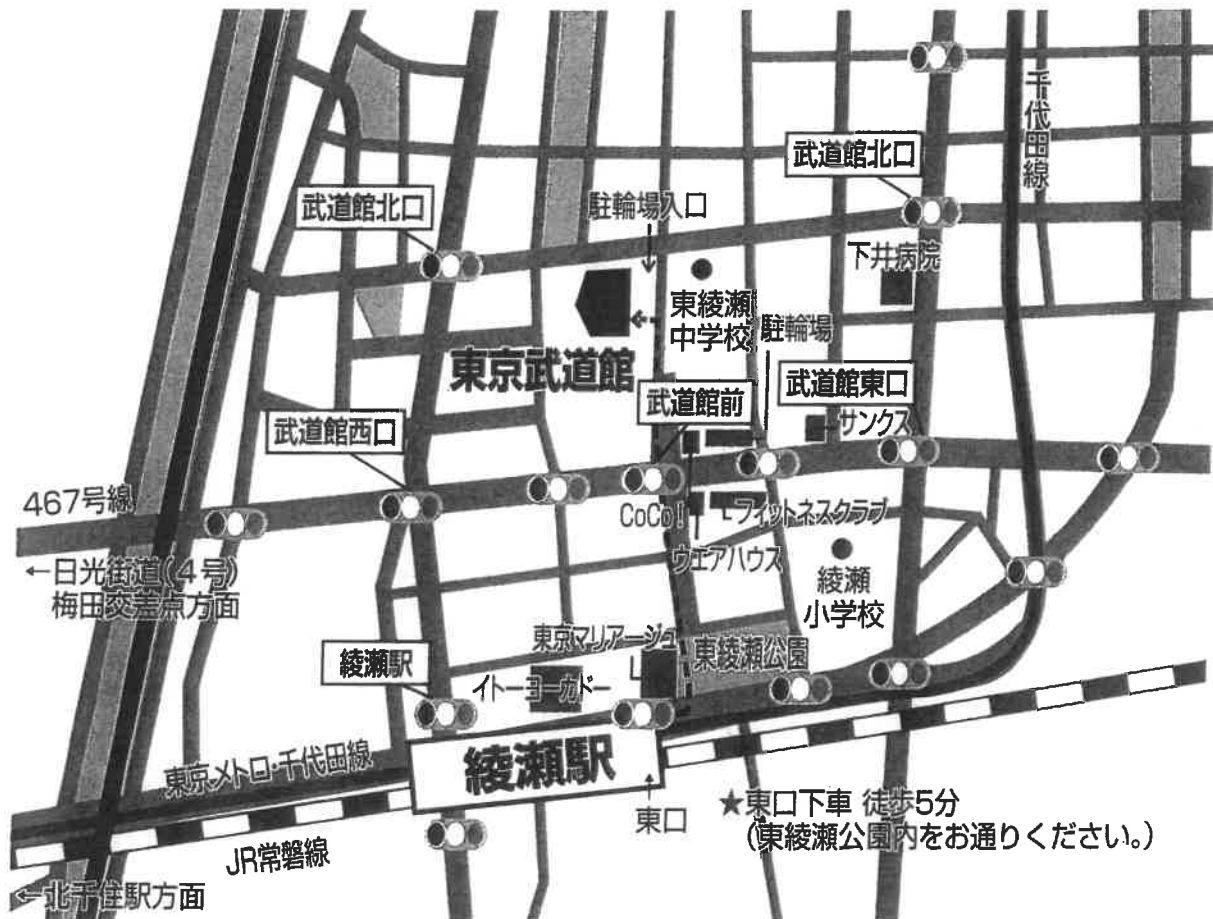 千代田線
武道館北口
武道館北口
駐輪場入口
下井病院
東綾瀬
中学校
駐輪場
東京武道館
武道館前
武道館東口
サンクス
武道館西口
467号線
CoCo!
フィットネスクラブ
ウエアハウス
←日光街道(4号)
梅田交差点方面
綾瀬
小学校
東京マリアージュ
東綾瀬公園
綾瀬駅
イトーヨーカドー
綾瀬駅
東京メトロ・千代田線
東口
★東口下車 徒歩5分
(東綾瀬公園内をお通りください。)
JR常磐線
←北千住駅方面